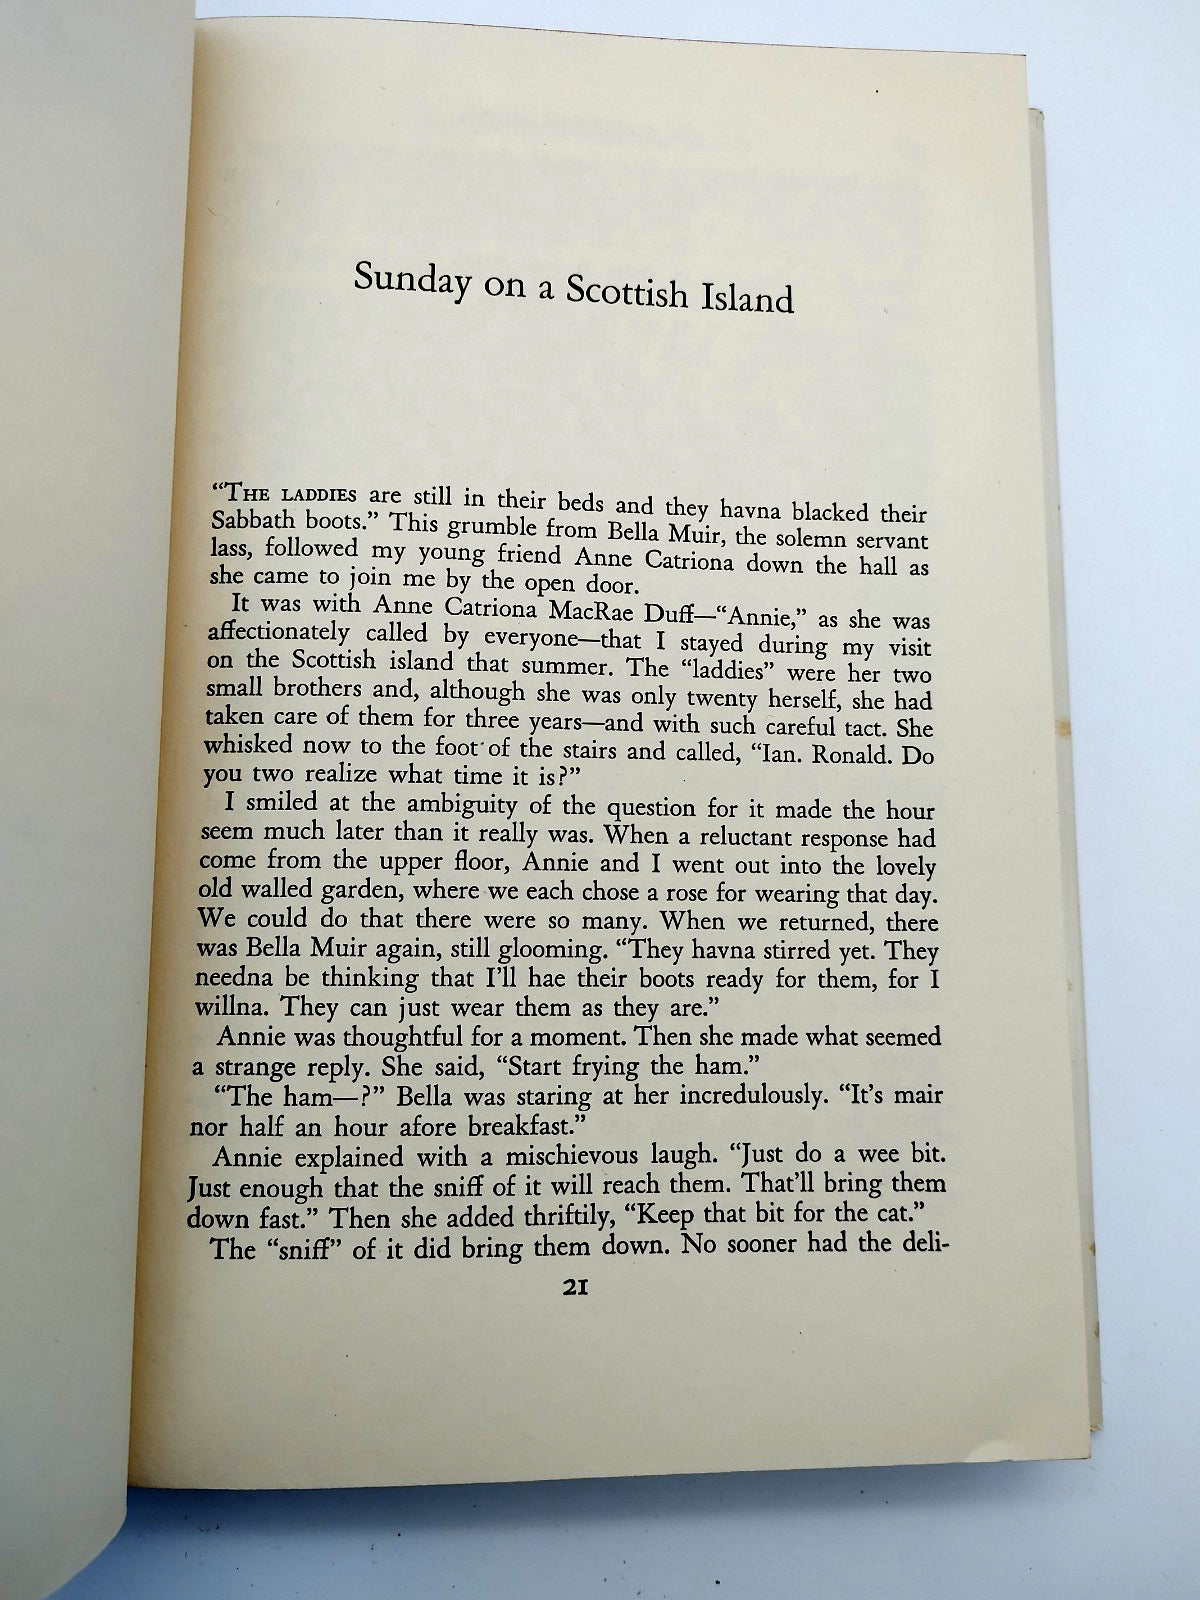 Sunday on a Scottish Island
“THE LADDIES are still in their beds and they havna blacked their
Sabbath boots.” This grumble from Bella Muir, the solemn servant
lass, followed my young friend Anne Catriona down the hall as
she came to join me by the open door.
It was with Anne Catriona MacRae Duff—“Annie,” as she was
affectionately called by everyone—that I stayed during my visit
on the Scottish island that summer. The “laddies” were her two
small brothers and, although she was only twenty herself, she had
taken care of them for three years—and with such careful tact. She
whisked now to the foot of the stairs and called, “Ian. Ronald. Do
you two realize what time it is?”
I smiled at the ambiguity of the question for it made the hour
seem much later than it really was. When a reluctant response had
come from the upper floor, Annie and I went out into the lovely
old walled garden, where we each chose a rose for wearing that day.
We could do that there were so many. When we returned, there
was Bella Muir again, still glooming. “They havna stirred yet. They
needna be thinking that I’ll hae their boots ready for them, for I
willna. They can just wear them as they are.”
Annie was thoughtful for a moment. Then she made what seemed
a strange reply. She said, “Start frying the ham.”
“The ham—?” Bella was staring at her incredulously. “It’s mair
nor half an hour afore breakfast.”
Annie explained with a mischievous laugh. “Just do a wee bit.
Just enough that the sniff of it will reach them. That’ll bring them
down fast.” Then she added thriftily, “Keep that bit for the cat.”
The “sniff” of it did bring them down. No sooner had the deli-
21